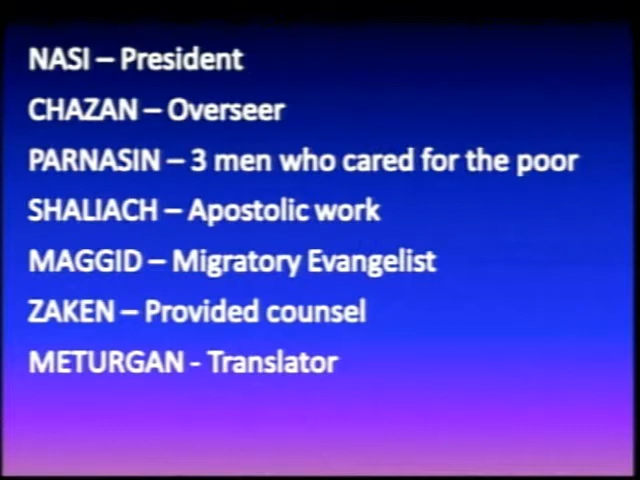 NASI – President
CHAZAN – Overseer
PARNASIN – 3 men who cared for the poor
SHALIACH – Apostolic work
MAGGID – Migratory Evangelist
ZAKEN – Provided counsel
METURGAN - Translator